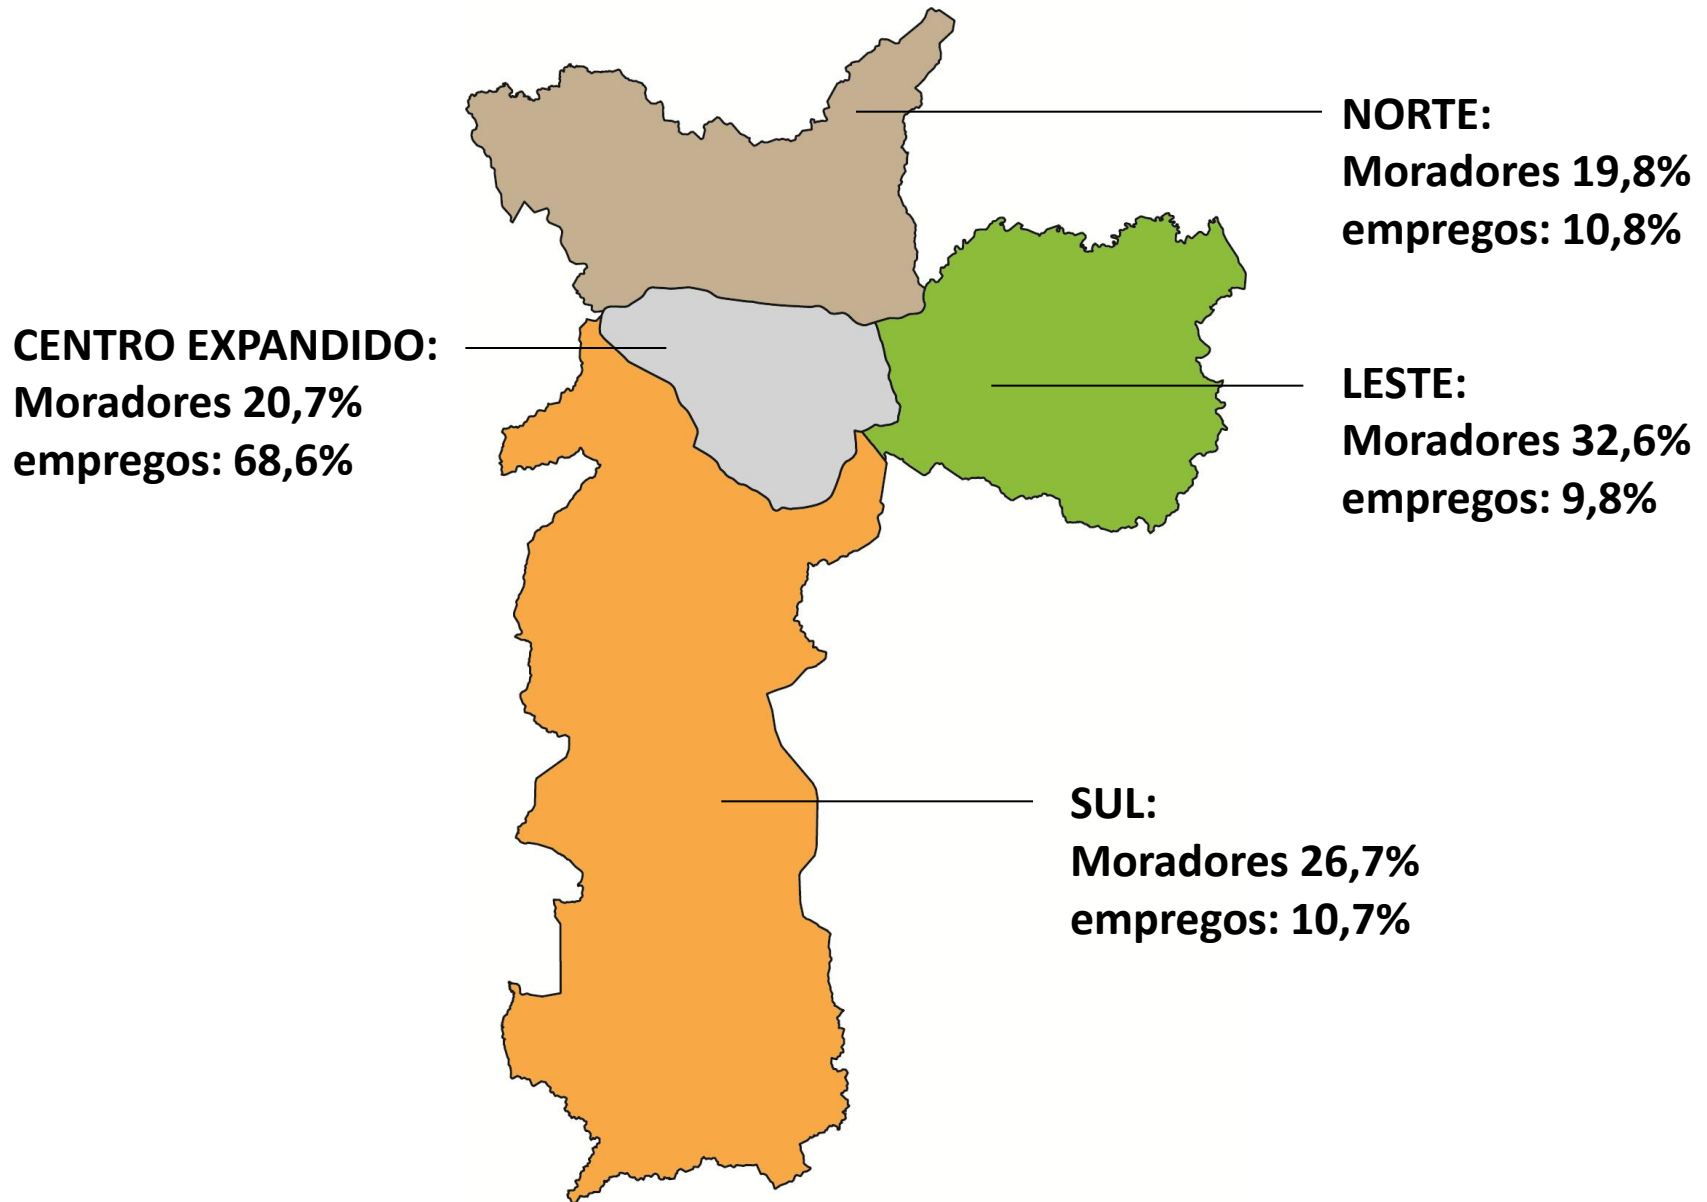 NORTE:
Moradores 19,8%
empregos: 10,8%
CENTRO EXPANDIDO:
Moradores 20,7%
empregos: 68,6%
LESTE:
Moradores 32,6%
empregos: 9,8%
SUL:
Moradores 26,7%
empregos: 10,7%